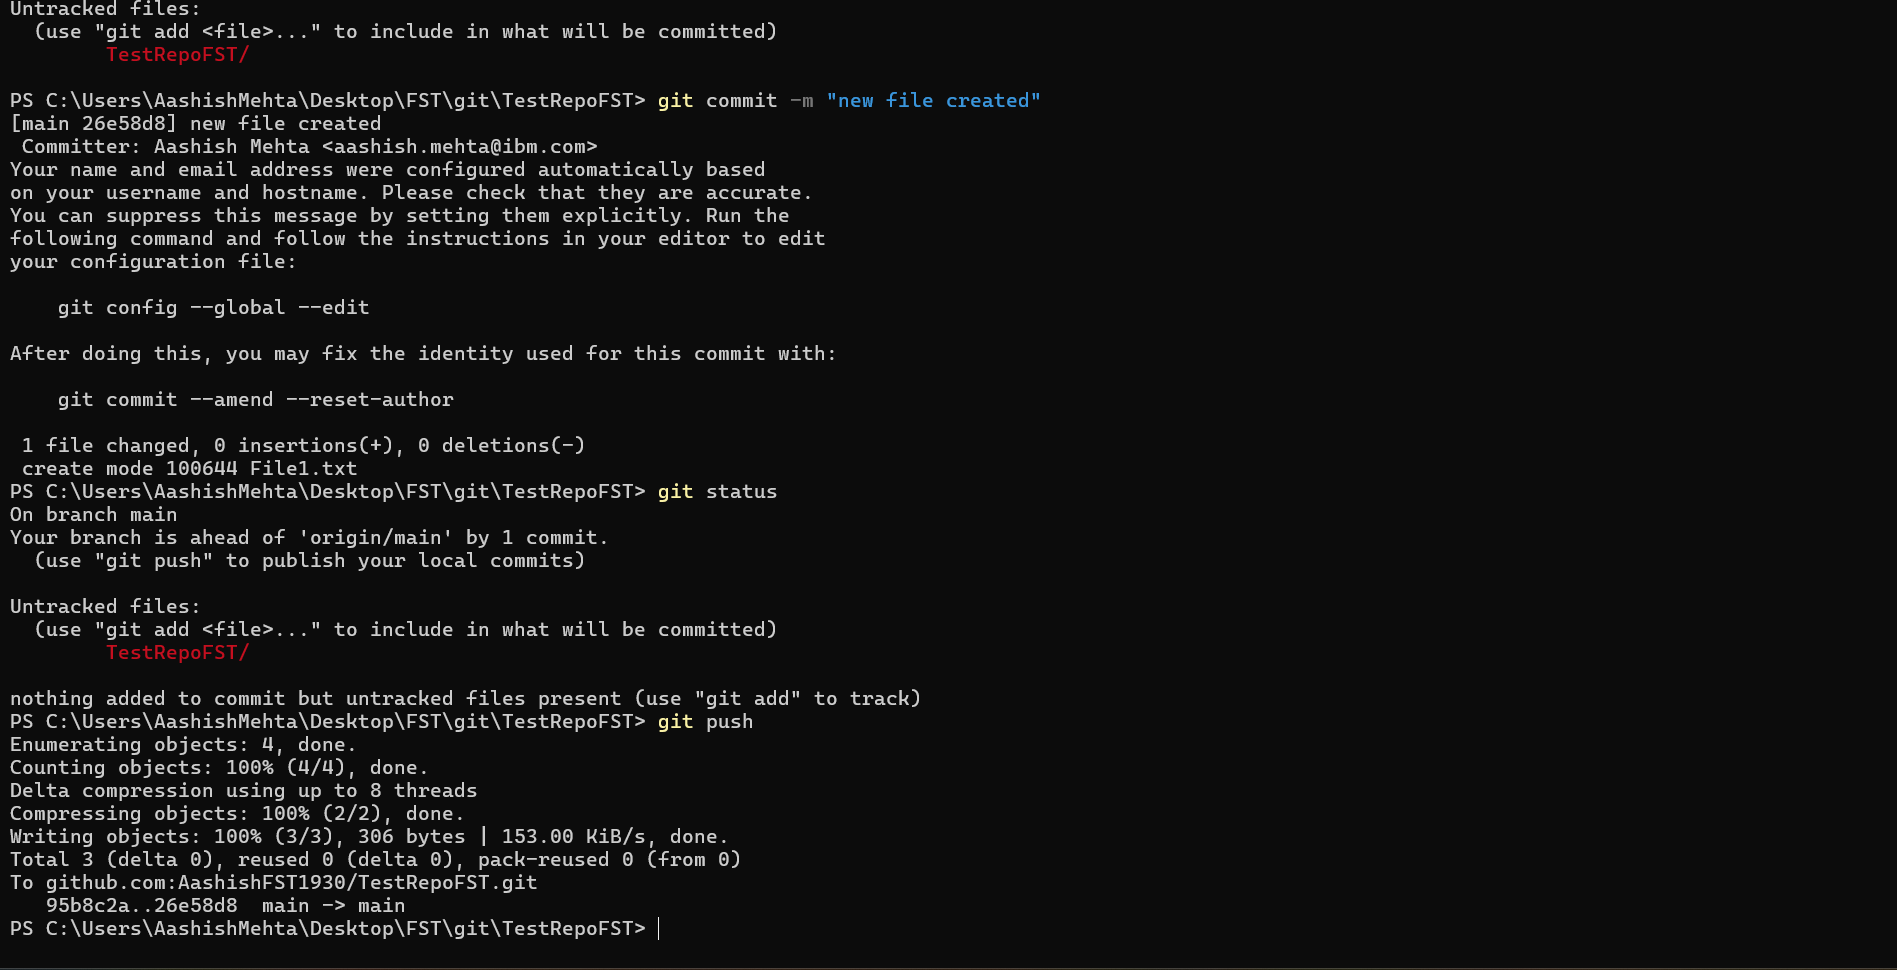 Untracked files:
  (use "git add <file>..." to include in what will be committed)
        TestRepoFST/

PS C:\Users\AashishMehta\Desktop\FST\git\TestRepoFST> git commit -m "new file created"
[main 26e58d8] new file created
 Committer: Aashish Mehta <aashish.mehta@ibm.com>
Your name and email address were configured automatically based
on your username and hostname. Please check that they are accurate.
You can suppress this message by setting them explicitly. Run the
following command and follow the instructions in your editor to edit
your configuration file:

    git config --global --edit

After doing this, you may fix the identity used for this commit with:

    git commit --amend --reset-author

 1 file changed, 0 insertions(+), 0 deletions(-)
 create mode 100644 File1.txt
PS C:\Users\AashishMehta\Desktop\FST\git\TestRepoFST> git status
On branch main
Your branch is ahead of 'origin/main' by 1 commit.
  (use "git push" to publish your local commits)

Untracked files:
  (use "git add <file>..." to include in what will be committed)
        TestRepoFST/

nothing added to commit but untracked files present (use "git add" to track)
PS C:\Users\AashishMehta\Desktop\FST\git\TestRepoFST> git push
Enumerating objects: 4, done.
Counting objects: 100% (4/4), done.
Delta compression using up to 8 threads
Compressing objects: 100% (2/2), done.
Writing objects: 100% (3/3), 306 bytes | 153.00 KiB/s, done.
Total 3 (delta 0), reused 0 (delta 0), pack-reused 0 (from 0)
To github.com:AashishFST1930/TestRepoFST.git
   95b8c2a..26e58d8  main -> main
PS C:\Users\AashishMehta\Desktop\FST\git\TestRepoFST>